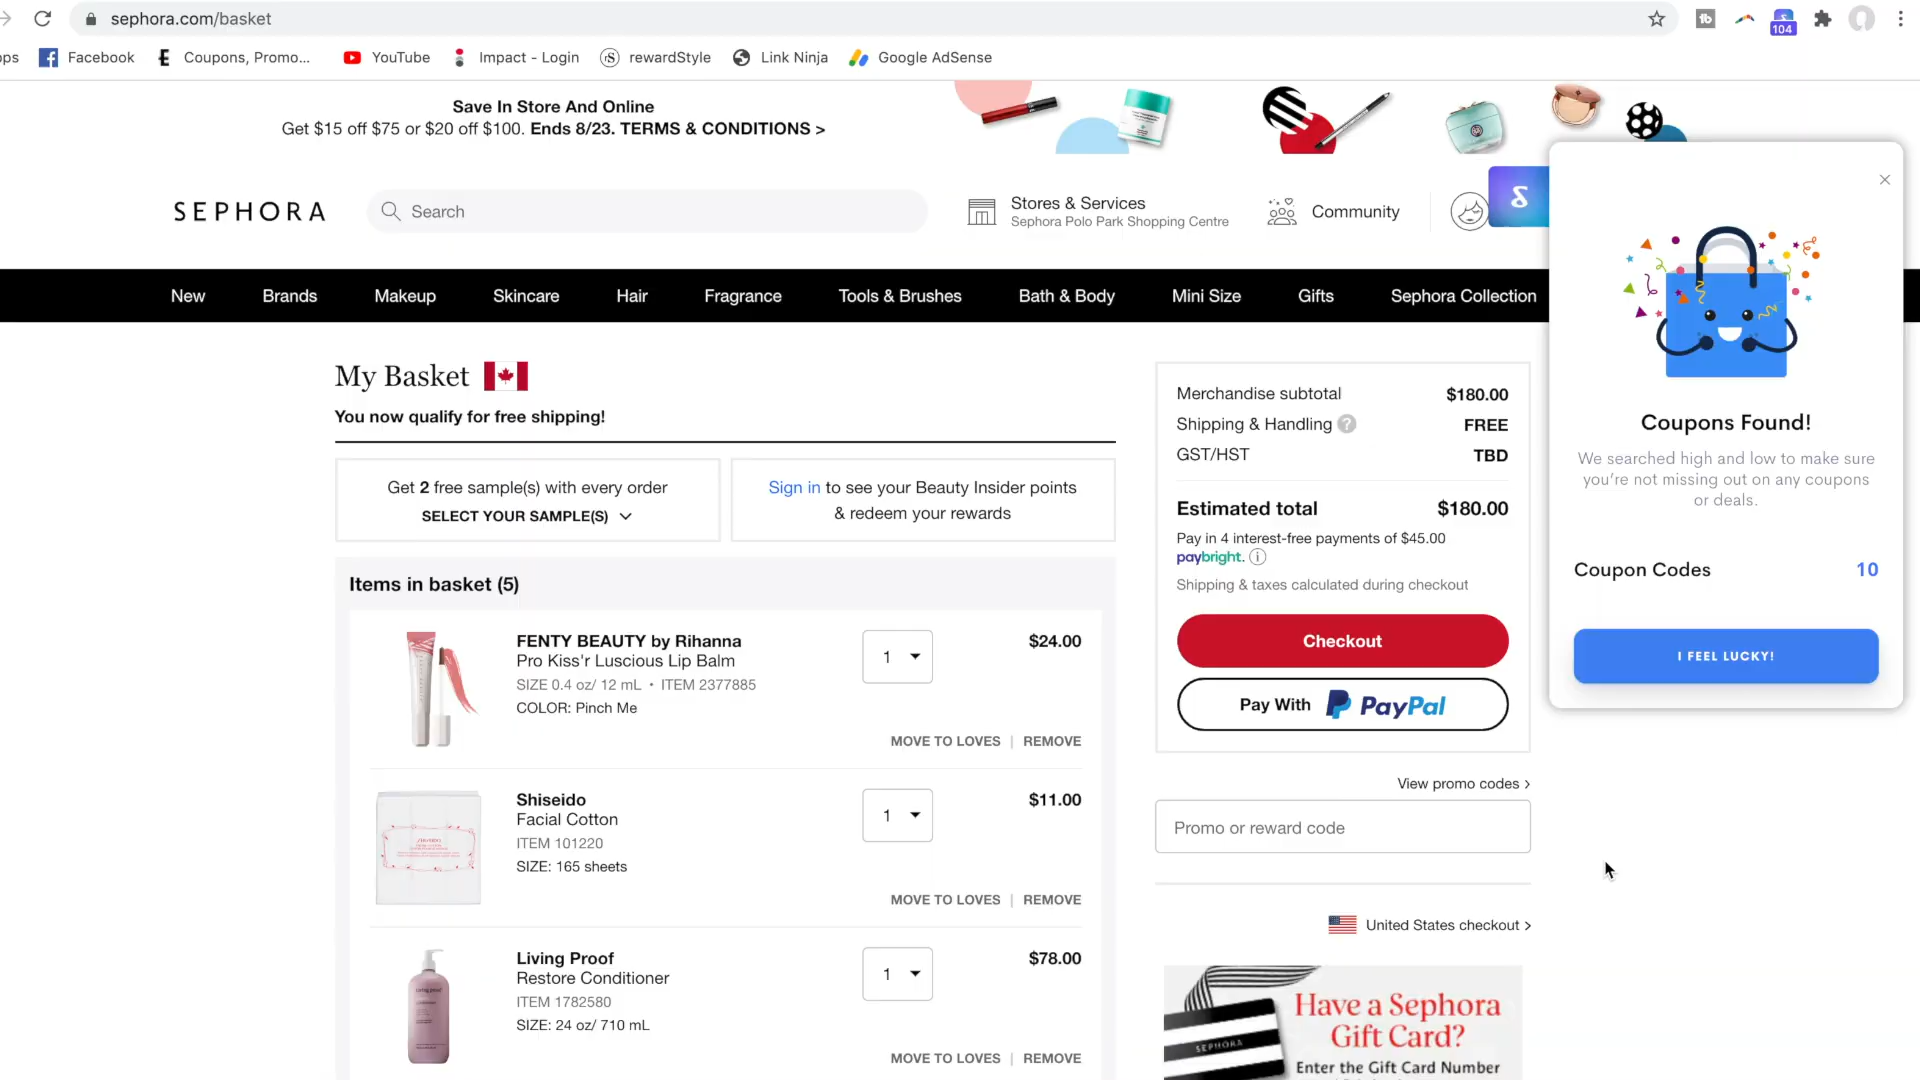 sephora.com/basket
104
ps
Facebook
Coupons, Promo...
YouTube
Impact - Login
rewardStyle
Link Ninja
Google AdSense
Save In Store And Online
Get $15 off $75 or $20 off $100. Ends 8/23. TERMS & CONDITIONS >
SEPHORA
Search
Stores & Services
Sephora Polo Park Shopping Centre
Community
New
Brands
Makeup
Skincare
Hair
Fragrance
Tools & Brushes
Bath & Body
Mini Size
Gifts
Sephora Collection
My Basket
You now qualify for free shipping!
Get 2 free sample(s) with every order
SELECT YOUR SAMPLE(S)
Sign in to see your Beauty Insider points
& redeem your rewards
Items in basket (5)
FENTY BEAUTY by Rihanna
Pro Kiss'r Luscious Lip Balm
SIZE 0.4 oz/ 12 mL • ITEM 2377885
COLOR: Pinch Me
1
$24.00
MOVE TO LOVES | REMOVE
Shiseido
Facial Cotton
ITEM 101220
SIZE: 165 sheets
1
$11.00
MOVE TO LOVES | REMOVE
Living Proof
Restore Conditioner
ITEM 1782580
SIZE: 24 oz/ 710 mL
1
$78.00
MOVE TO LOVES | REMOVE
Merchandise subtotal $180.00
Shipping & Handling ? FREE
GST/HST TBD
Estimated total $180.00
Pay in 4 interest-free payments of $45.00
paybright. i
Shipping & taxes calculated during checkout
Checkout
Pay With PayPal
View promo codes >
Promo or reward code
United States checkout >
Have a Sephora
Gift Card?
Enter the Gift Card Number
SEPHORA
Coupons Found!
We searched high and low to make sure
you're not missing out on any coupons
or deals.
Coupon Codes 10
I FEEL LUCKY!